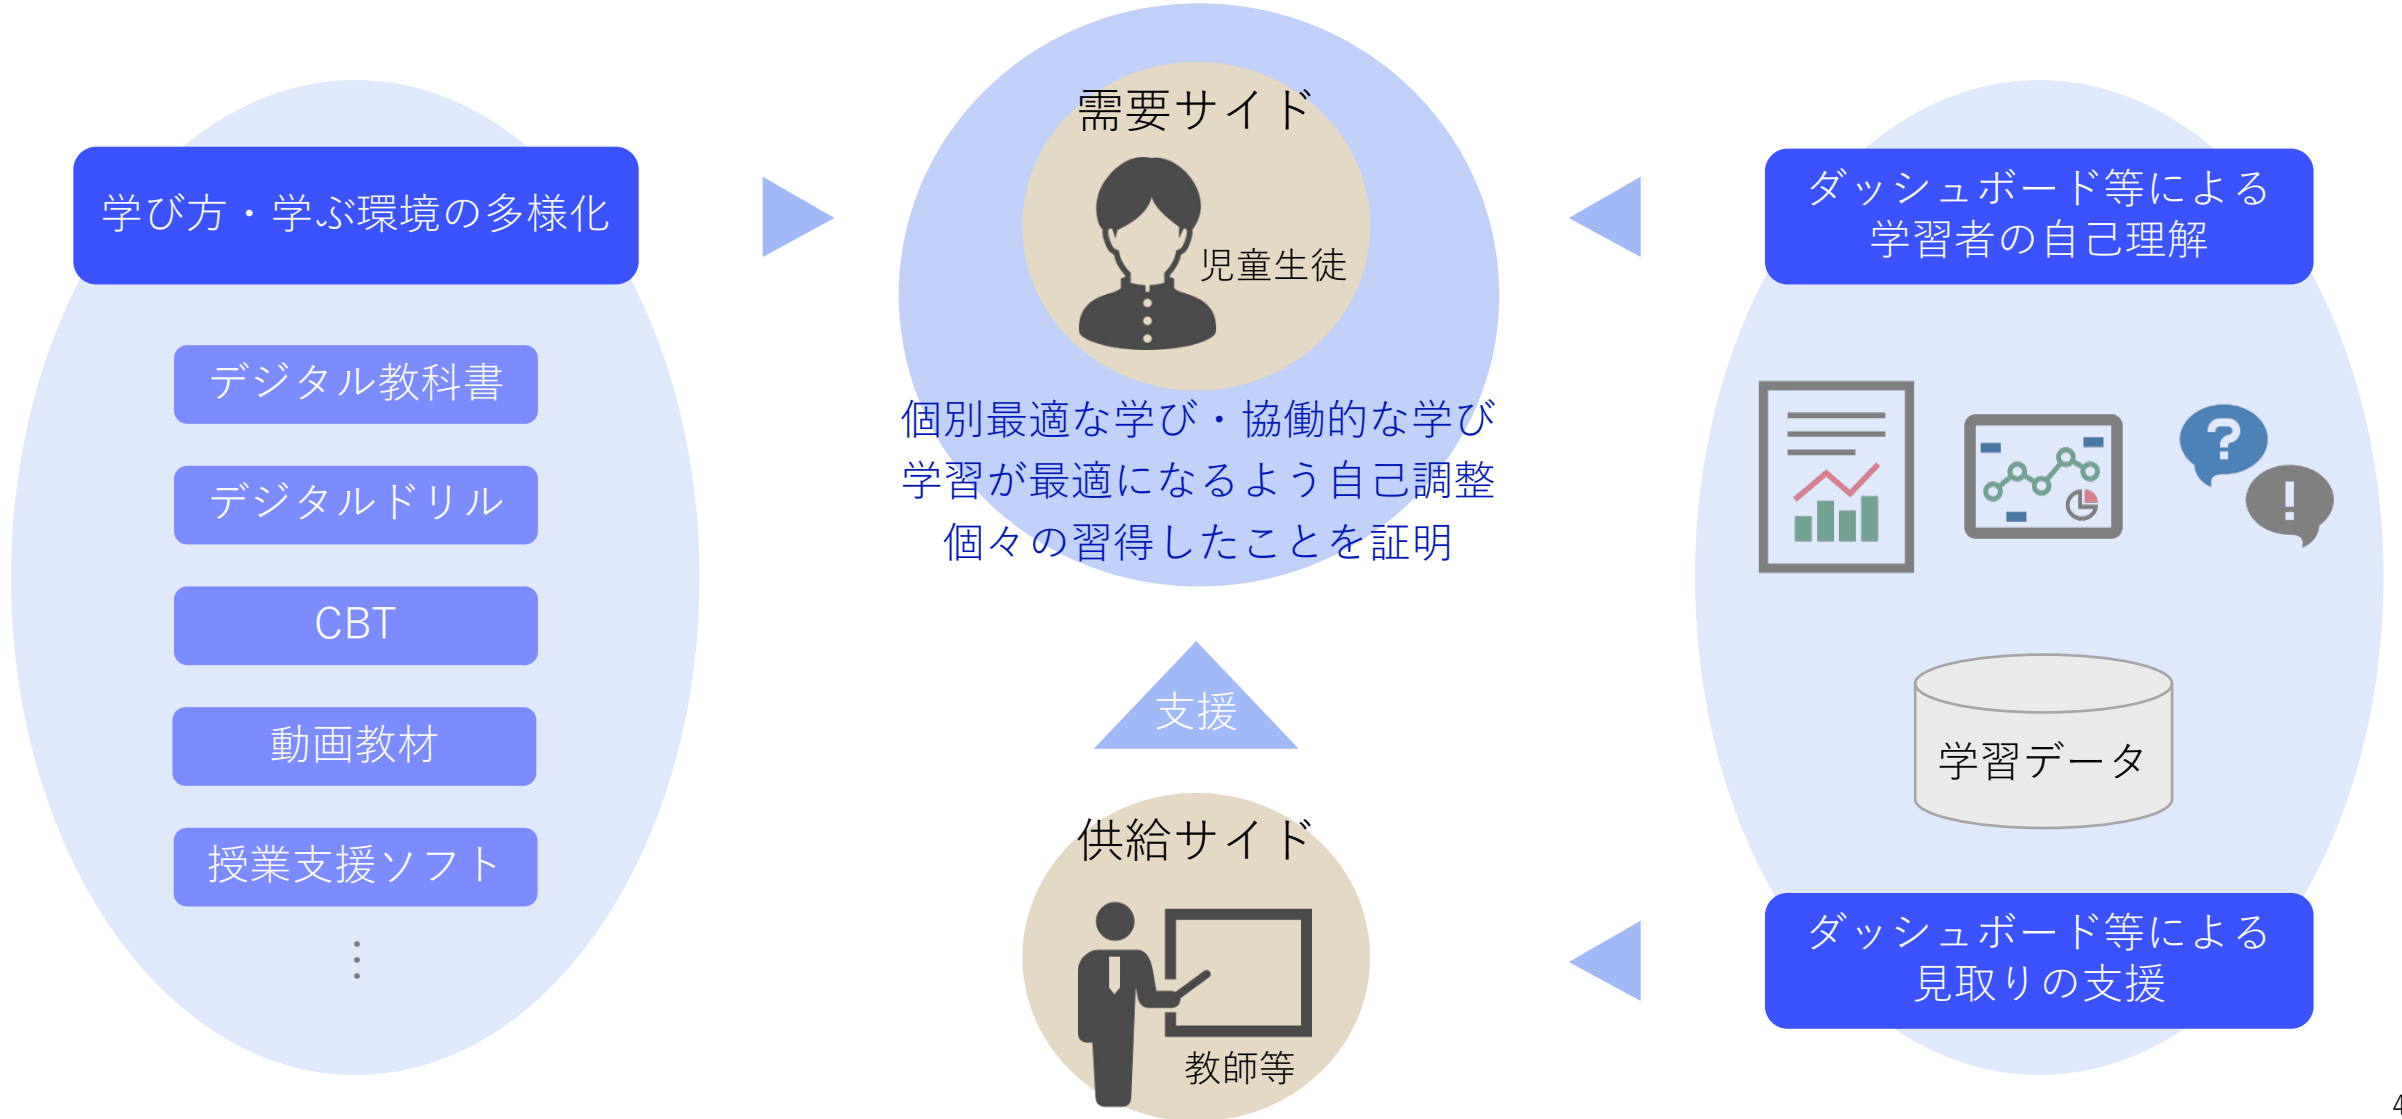 学び方・学ぶ環境の多様化
デジタル教科書
デジタルドリル
CBT
動画教材
授業支援ソフト
⋮
需要サイド
児童生徒
個別最適な学び・協働的な学び
学習が最適になるよう自己調整
個々の習得したことを証明
支援
供給サイド
教師等
ダッシュボード等による
学習者の自己理解
?
!
学習データ
ダッシュボード等による
見取りの支援